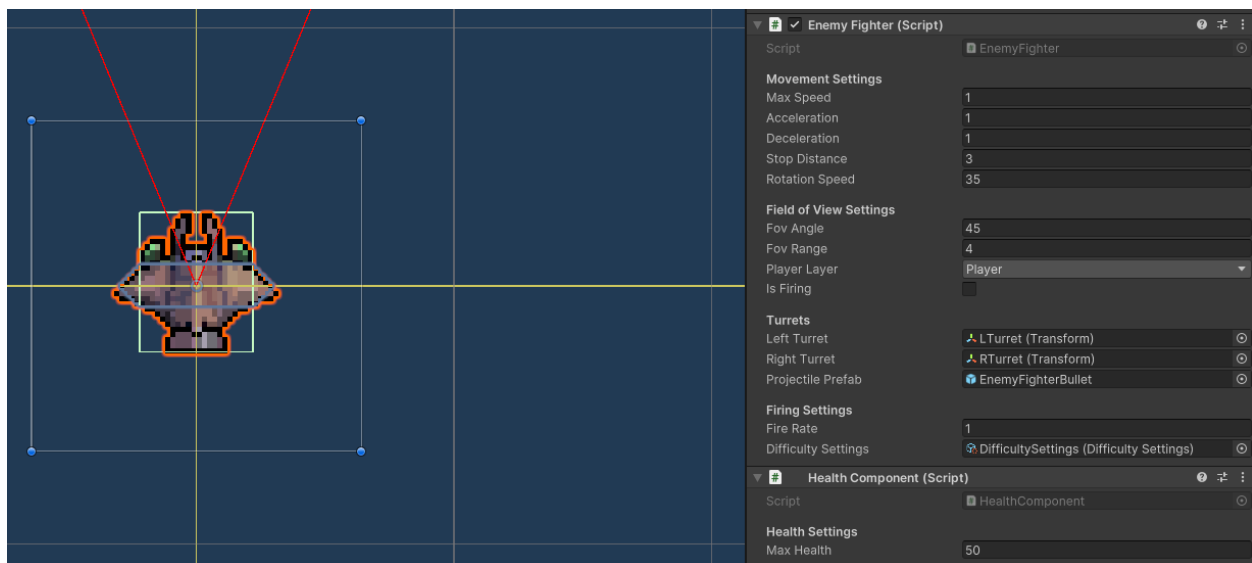 Enemy Fighter (Script)
Script EnemyFighter
Movement Settings
Max Speed 1
Acceleration 1
Deceleration 1
Stop Distance 3
Rotation Speed 35
Field of View Settings
Fov Angle 45
Fov Range 4
Player Layer Player
Is Firing
Turrets
Left Turret LTurret (Transform)
Right Turret RTurret (Transform)
Projectile Prefab EnemyFighterBullet
Firing Settings
Fire Rate 1
Difficulty Settings DifficultySettings (Difficulty Settings)
Health Component (Script)
Script HealthComponent
Health Settings
Max Health 50